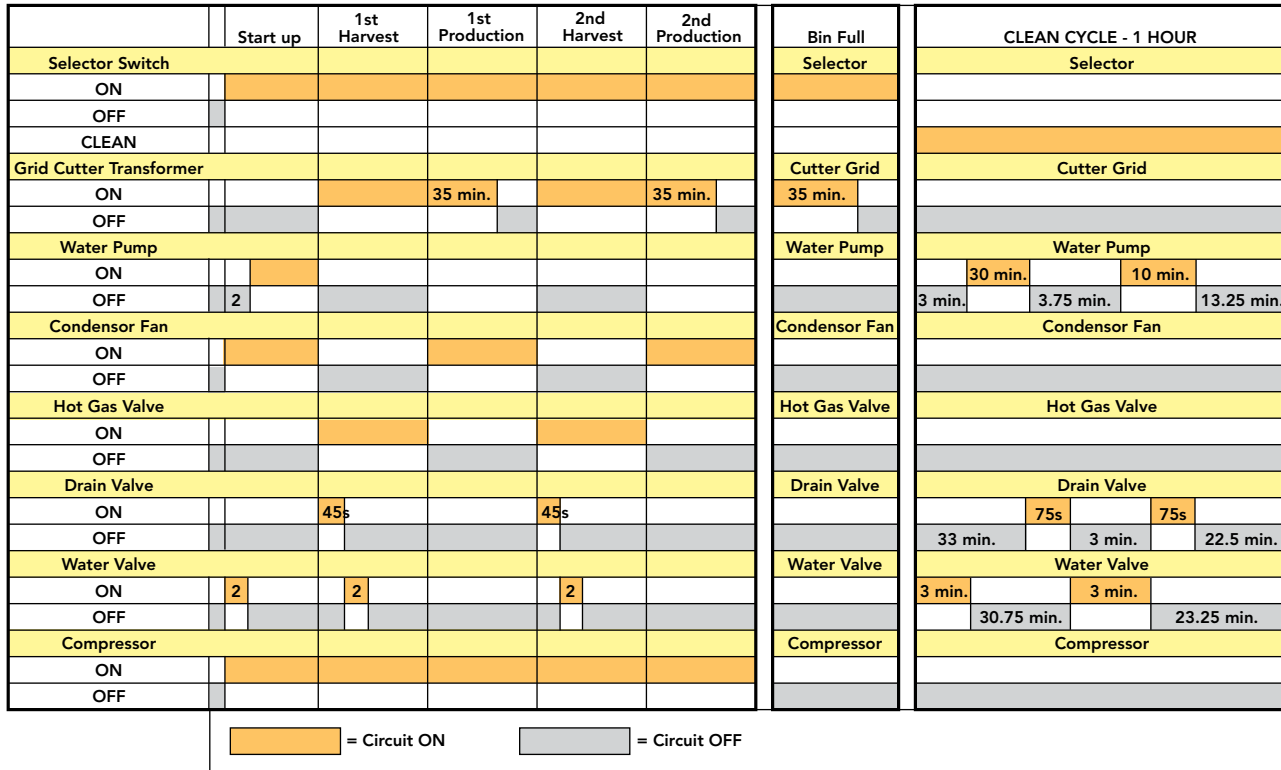 Start up 1st Harvest 1st Production 2nd Harvest 2nd Production Bin Full CLEAN CYCLE - 1 HOUR
Selector Switch Selector Selector
ON
OFF
CLEAN
Grid Cutter Transformer Cutter Grid Cutter Grid
ON 35 min. 35 min. 35 min.
OFF
Water Pump Water Pump Water Pump
ON 30 min. 10 min.
OFF 2 3 min. 3.75 min. 13.25 min.
Condensor Fan Condensor Fan Condensor Fan
ON
OFF
Hot Gas Valve Hot Gas Valve Hot Gas Valve
ON
OFF
Drain Valve Drain Valve Drain Valve
ON 45s 45s 75s 75s
OFF 33 min. 3 min. 22.5 min.
Water Valve Water Valve Water Valve
ON 2 2 2 3 min. 3 min.
OFF 30.75 min. 23.25 min.
Compressor Compressor Compressor
ON
OFF
= Circuit ON = Circuit OFF